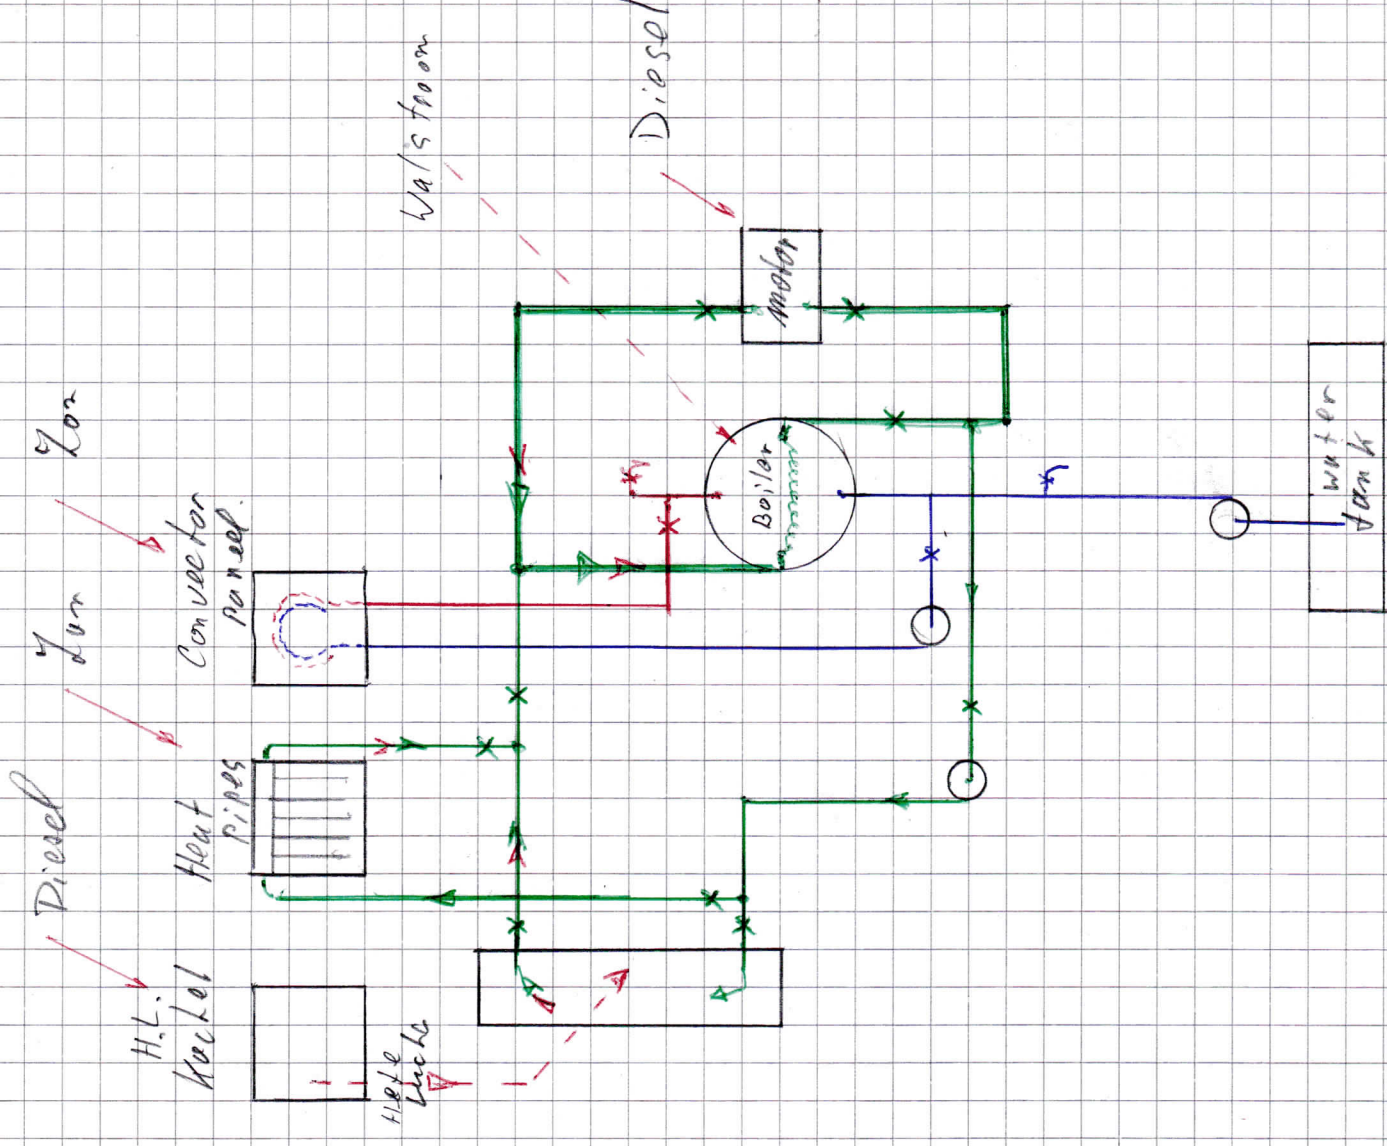 Diesel
Zon
Zon
Walstroom
Diesel
H.L.
Kachel
Heat
pipes
Convector
paneel.
Hete
Lucht
Boiler
motor
water
tank